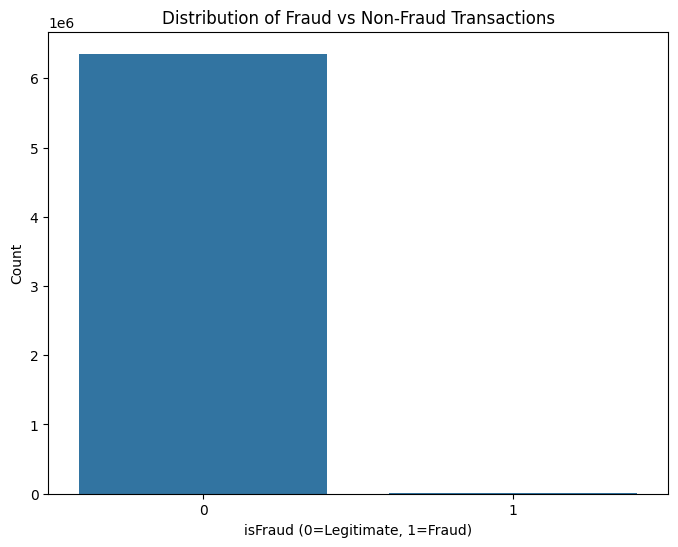 Distribution of Fraud vs Non-Fraud Transactions
1e6
6
5
4
3
2
1
0
Count
0 1
isFraud (0=Legitimate, 1=Fraud)